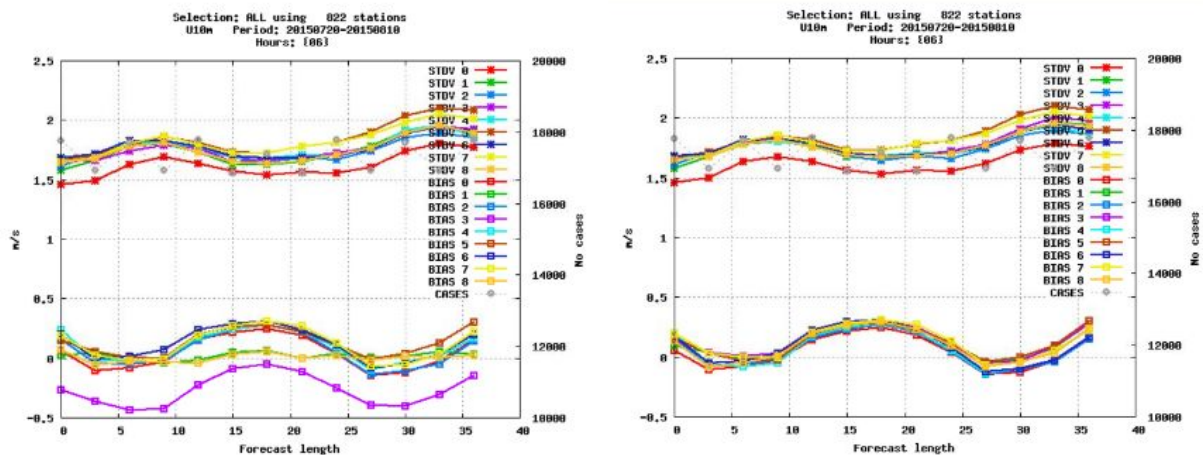 Selection: ALL using 822 stations
U10m Period: 20150720-20150810
Hours: {06}
2.5
2
1.5
1
0.5
0
-0.5
m/s
20000
18000
16000
14000
12000
10000
No cases
STDV 0
STDV 1
STDV 2
STDV 3
STDV 4
STDV
STDV
STDV 7
STDV 8
BIAS 0
BIAS 1
BIAS 2
BIAS 3
BIAS 4
BIAS 5
BIAS 6
BIAS 7
BIAS 8
CASES
0 5 10 15 20 25 30 35 40
Forecast length
Selection: ALL using 822 stations
U10m Period: 20150720-20150810
Hours: {06}
2.5
2
1.5
1
0.5
0
-0.5
m/s
20000
18000
16000
14000
12000
10000
No cases
STDV 0
STDV 1
STDV 2
STDV 3
STDV
STDV 5
STDV 6
STDV 7
STDV 8
BIAS 0
BIAS 1
BIAS 2
BIAS 3
BIAS 4
BIAS 5
BIAS 6
BIAS 7
BIAS 8
CASES
0 5 10 15 20 25 30 35 40
Forecast length